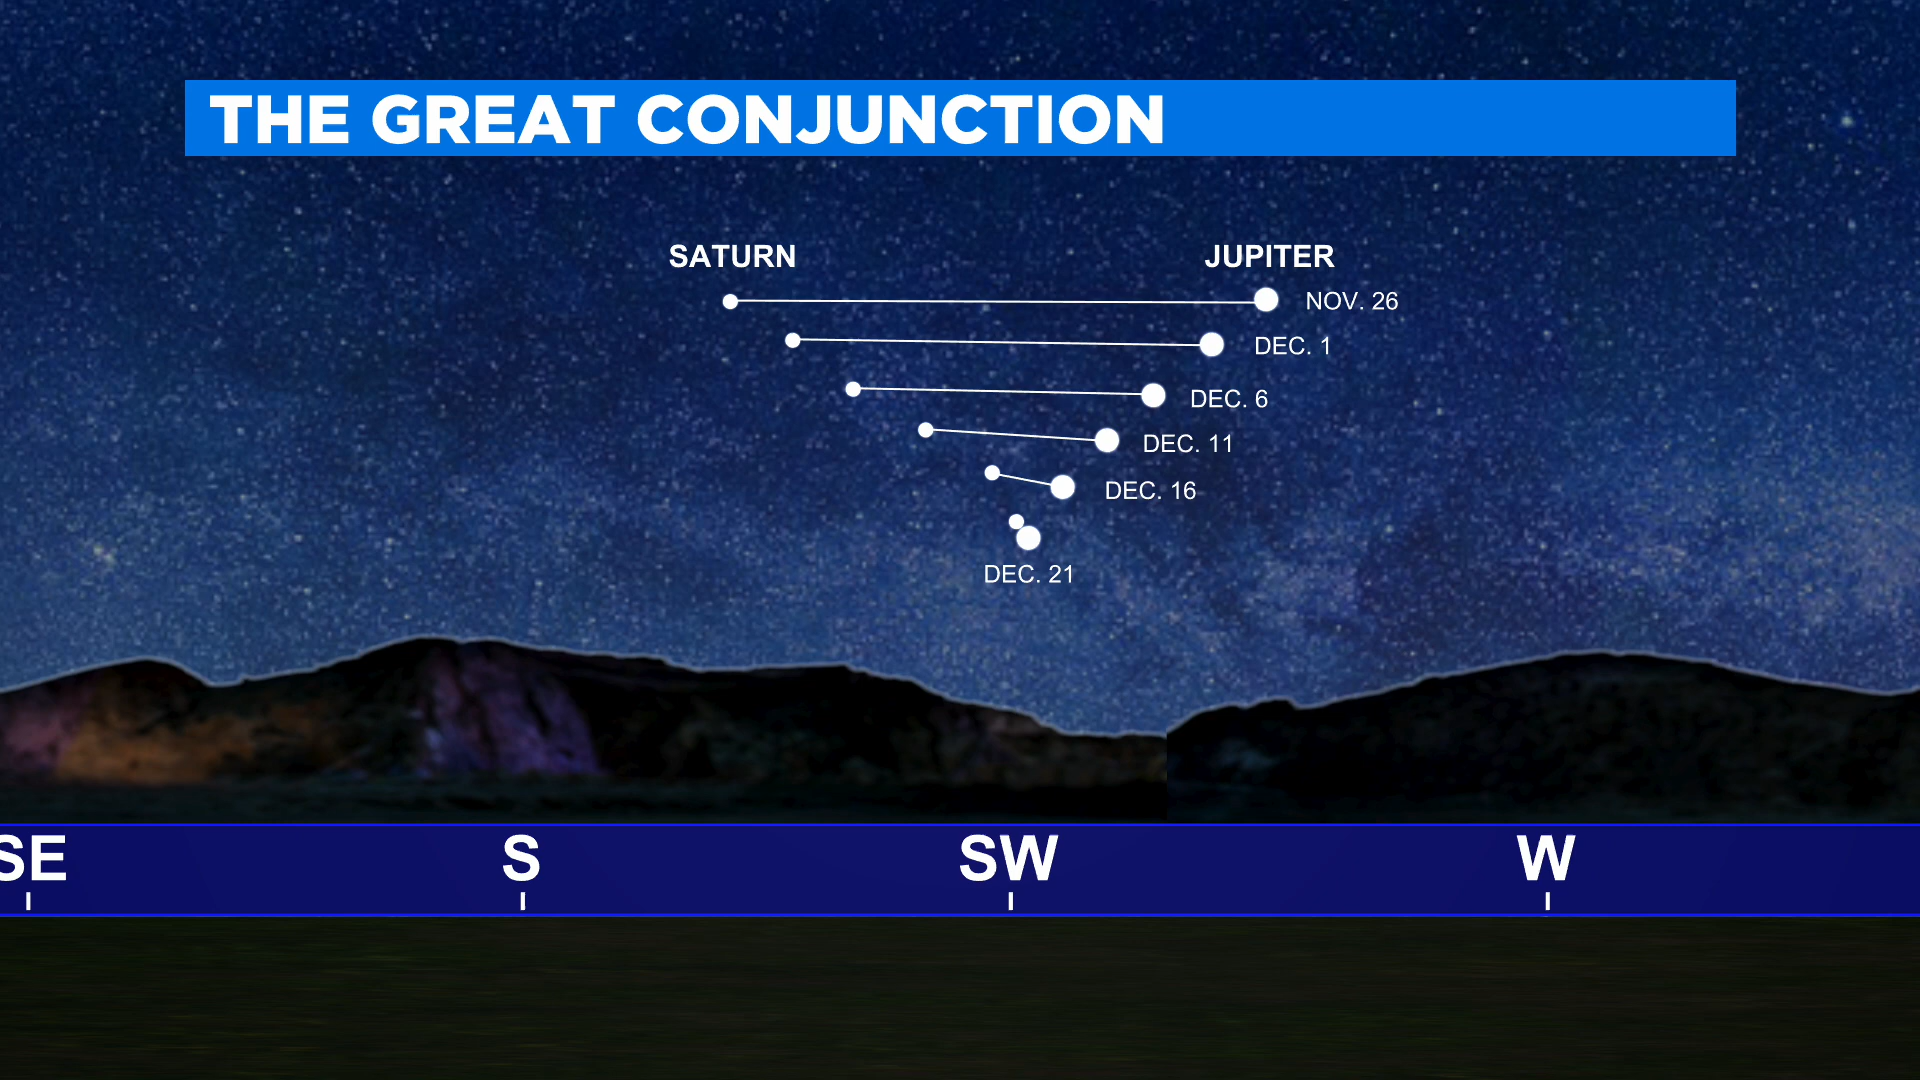 THE GREAT CONJUNCTION
SATURN JUPITER
NOV. 26
DEC. 1
DEC. 6
DEC. 11
DEC. 16
DEC. 21
SE S SW W